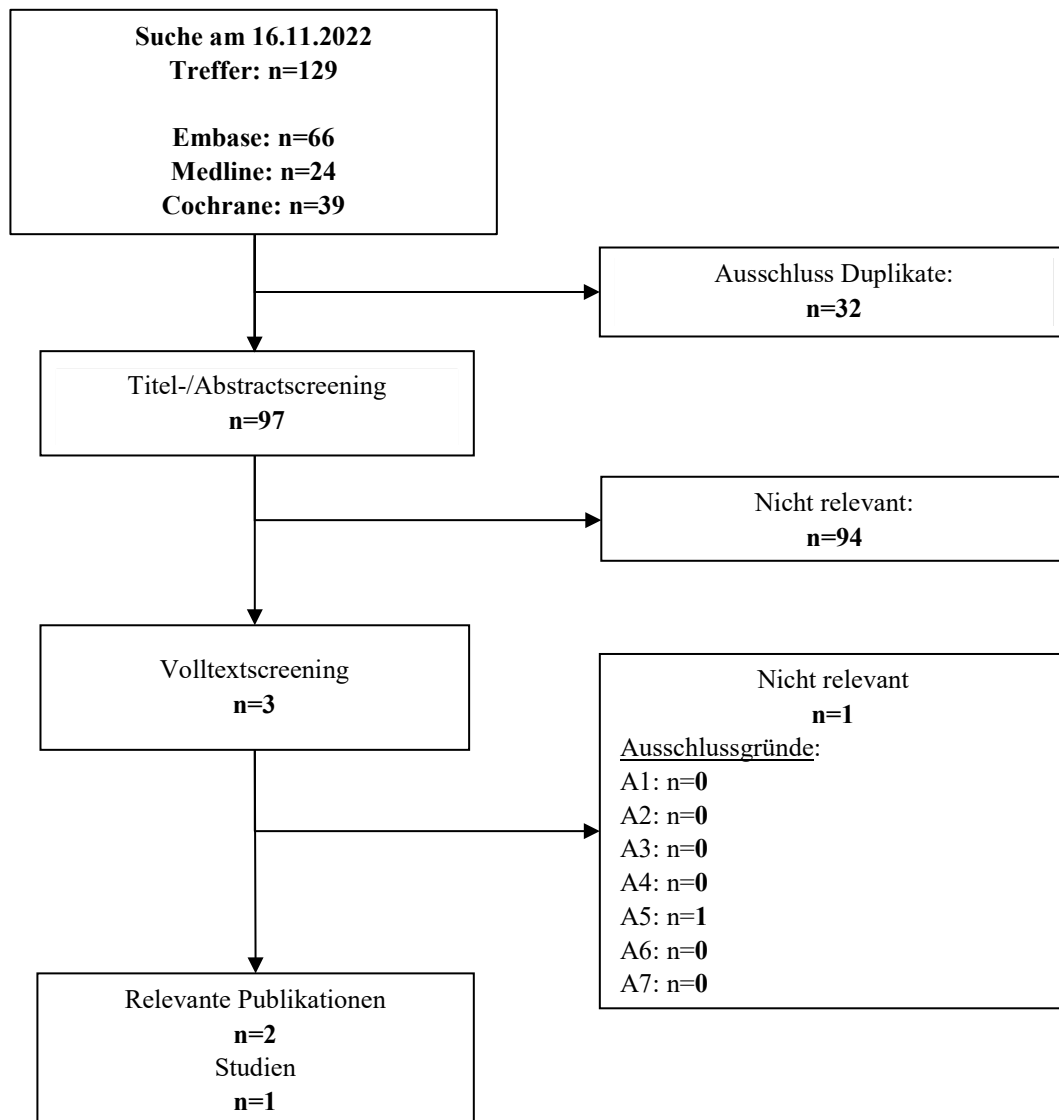 Suche am 16.11.2022
Treffer: n=129
Embase: n=66
Medline: n=24
Cochrane: n=39
Ausschluss Duplikate:
n=32
Titel-/Abstractscreening
n=97
Nicht relevant:
n=94
Volltextscreening
n=3
Nicht relevant
n=1
Ausschlussgründe:
A1: n=0
A2: n=0
A3: n=0
A4: n=0
A5: n=1
A6: n=0
A7: n=0
Relevante Publikationen
n=2
Studien
n=1